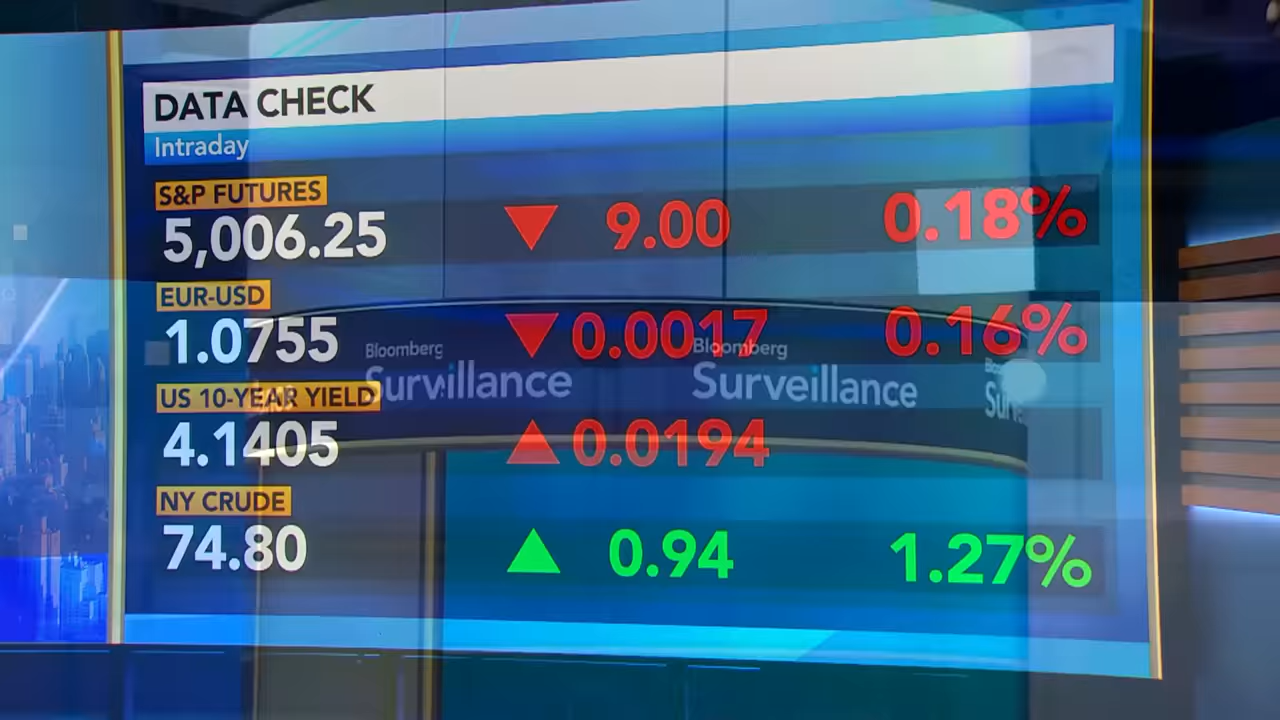 DATA CHECK
Intraday
S&P FUTURES
5,006.25 ▼ 9.00 0.18%
EUR-USD
1.0755 ▼ 0.0017 0.16%
Bloomberg Bloomberg
Survillance Surveillance
US 10-YEAR YIELD
4.1405 ▲ 0.0194
NY CRUDE
74.80 ▲ 0.94 1.27%